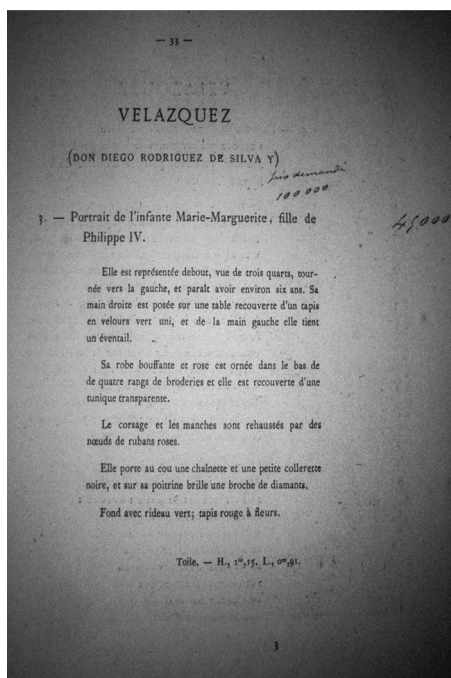 — 33 —
VELAZQUEZ
(DON DIEGO RODRIGUEZ DE SILVA Y)
prix demandé
100 000
3. — Portrait de l'infante Marie-Marguerite, fille de
45,000
Philippe IV.
Elle est représentée debout, vue de trois quarts, tour-
née vers la gauche, et paraît avoir environ six ans. Sa
main droite est posée sur une table recouverte d'un tapis
en velours vert uni, et de la main gauche elle tient
un éventail.
Sa robe bouffante et rose est ornée dans le bas de
de quatre rangs de broderies et elle est recouverte d'une
tunique transparente.
Le corsage et les manches sont rehaussés par des
nœuds de rubans roses.
Elle porte au cou une chaînette et une petite collerette
noire, et sur sa poitrine brille une broche de diamants.
Fond avec rideau vert; tapis rouge à fleurs.
Toile. — H., 1m,15. L., 0m,91.
3